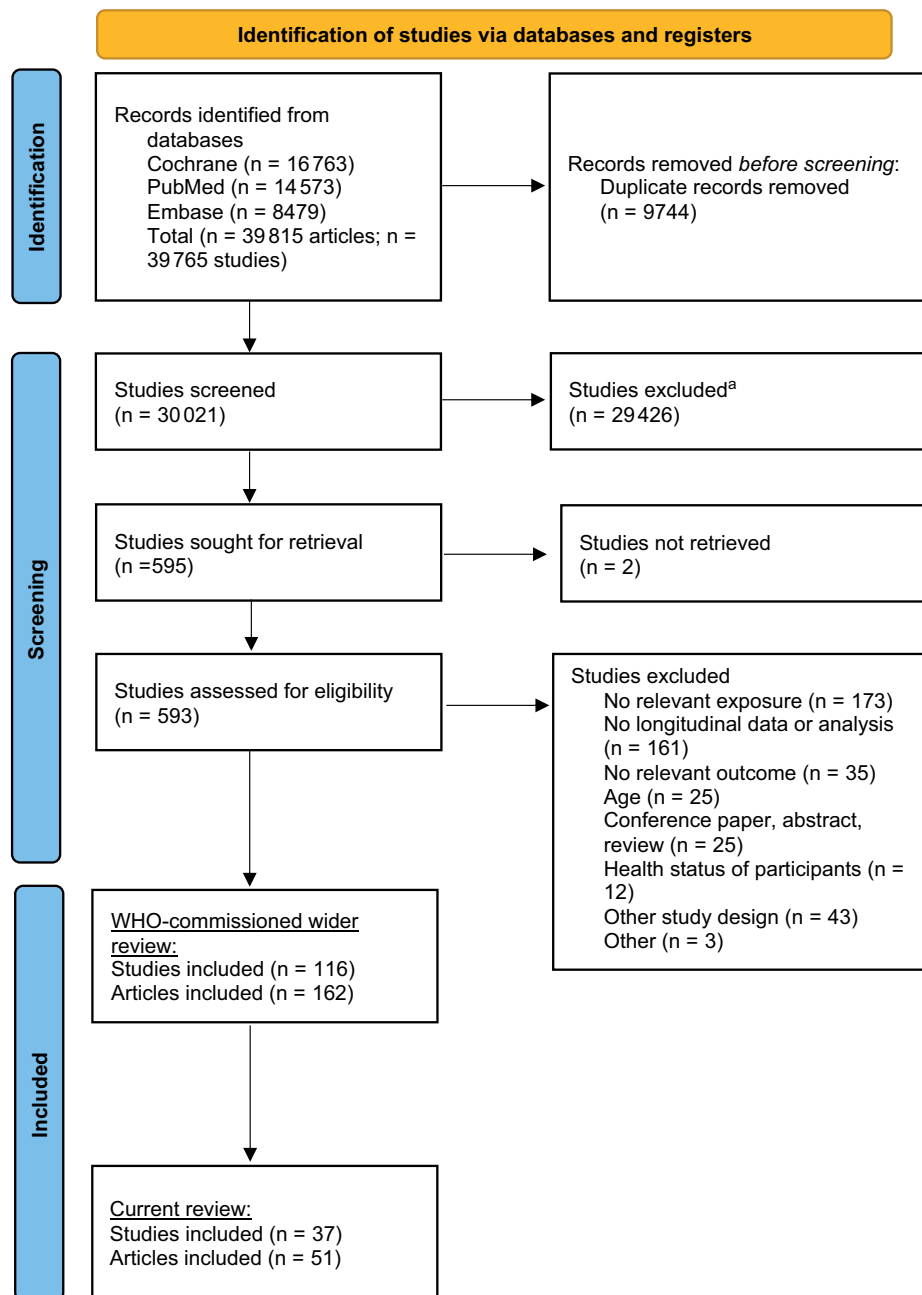 Identification of studies via databases and registers
Identification
Records identified from
databases
Cochrane (n = 16 763)
PubMed (n = 14 573)
Embase (n = 8479)
Total (n = 39 815 articles; n =
39 765 studies)
Records removed before screening:
Duplicate records removed
(n = 9744)
Screening
Studies screened
(n = 30 021)
Studies excludedᵃ
(n = 29 426)
Studies sought for retrieval
(n =595)
Studies not retrieved
(n = 2)
Studies assessed for eligibility
(n = 593)
Studies excluded
No relevant exposure (n = 173)
No longitudinal data or analysis
(n = 161)
No relevant outcome (n = 35)
Age (n = 25)
Conference paper, abstract,
review (n = 25)
Health status of participants (n =
12)
Other study design (n = 43)
Other (n = 3)
Included
WHO-commissioned wider
review:
Studies included (n = 116)
Articles included (n = 162)
Current review:
Studies included (n = 37)
Articles included (n = 51)